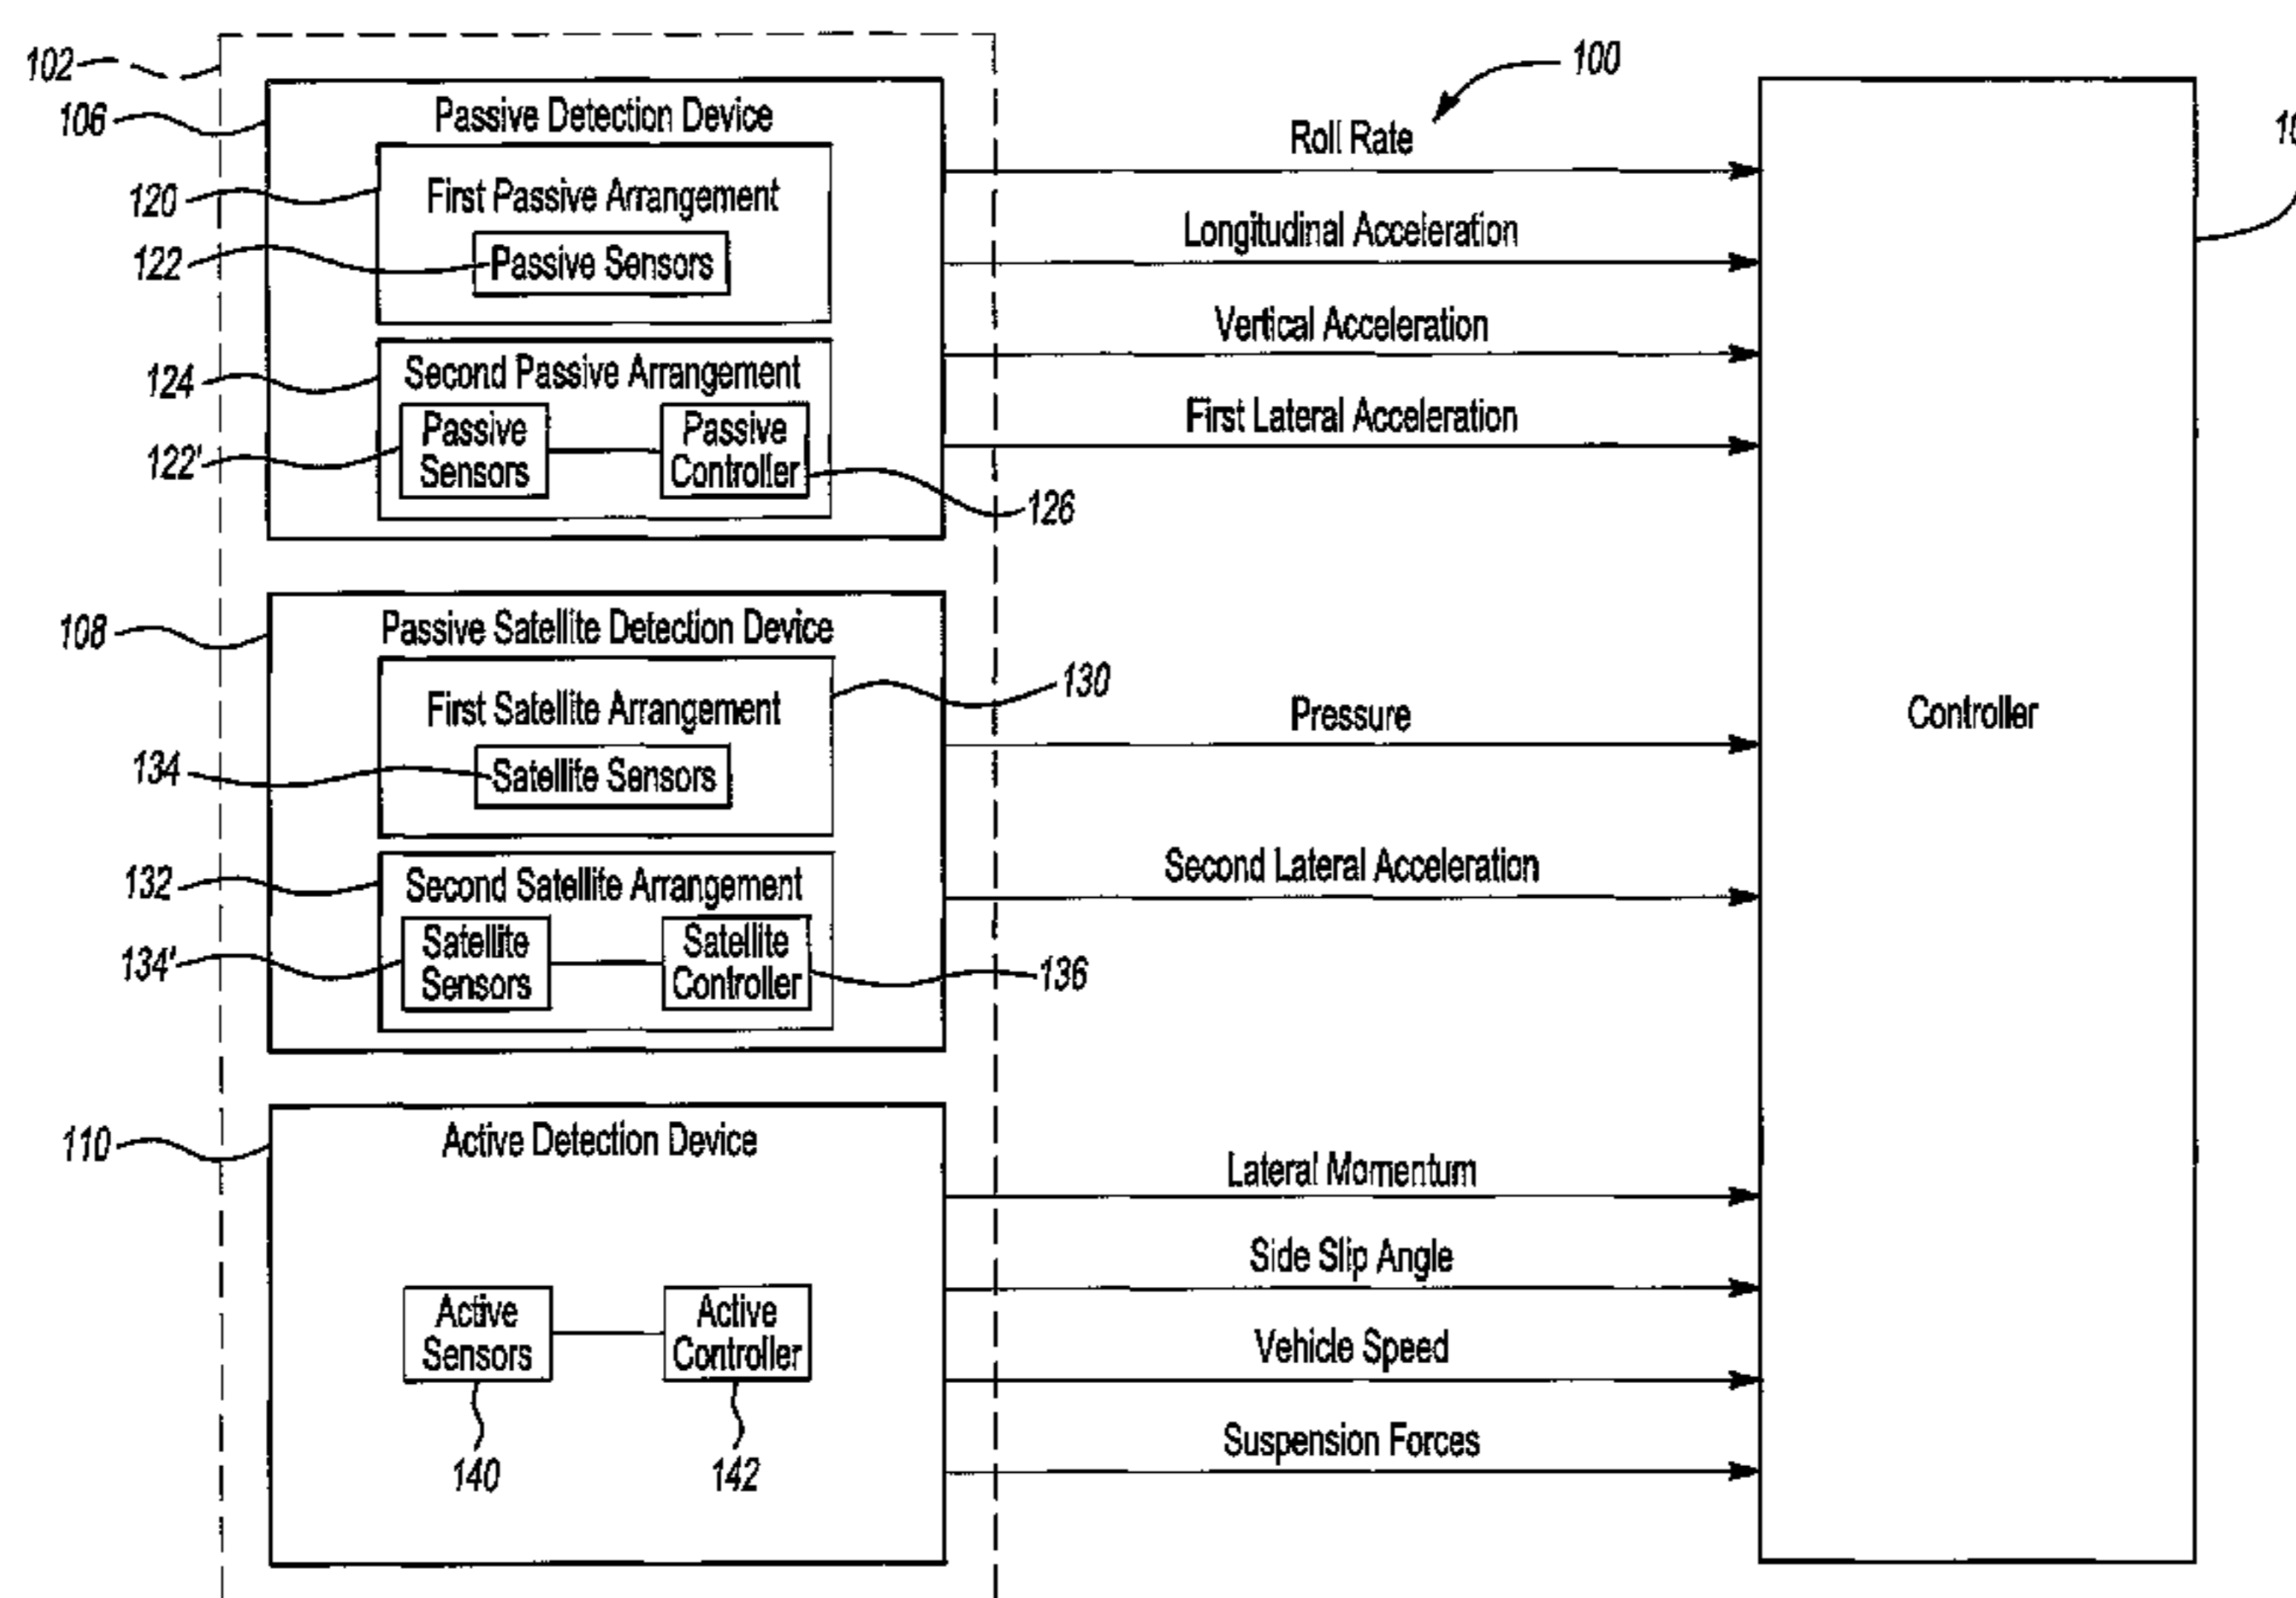 102
100
106
Passive Detection Device
Roll Rate
120
First Passive Arrangement
122
Passive Sensors
Longitudinal Acceleration
Vertical Acceleration
124
Second Passive Arrangement
122'
Passive
Sensors
Passive
Controller
126
First Lateral Acceleration
108
Passive Satellite Detection Device
First Satellite Arrangement
130
134
Satellite Sensors
Pressure
Controller
132
Second Satellite Arrangement
134'
Satellite
Sensors
Satellite
Controller
136
Second Lateral Acceleration
110
Active Detection Device
Active
Sensors
Active
Controller
140
142
Lateral Momentum
Side Slip Angle
Vehicle Speed
Suspension Forces